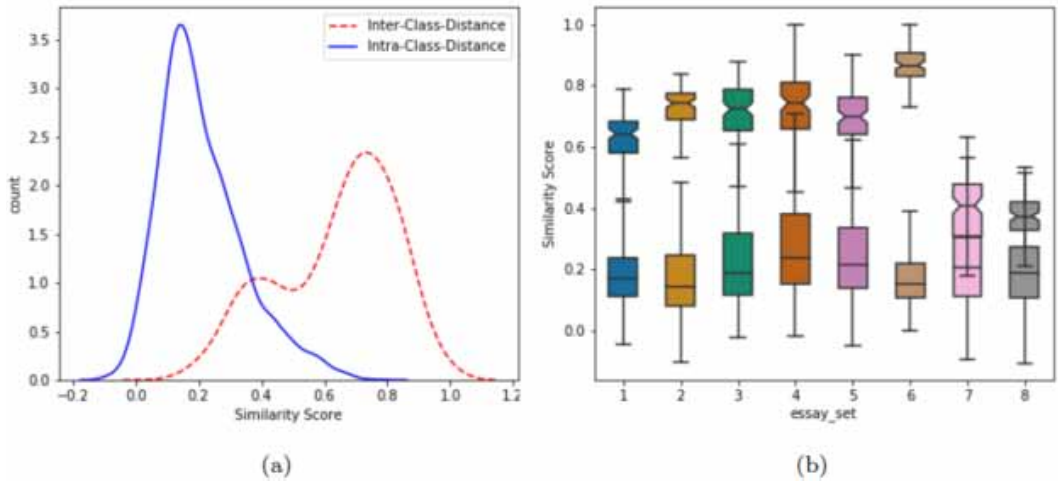 Inter-Class-Distance
Intra-Class-Distance
count
3.5
3.0
2.5
2.0
1.5
1.0
0.5
0.0
-0.2 0.0 0.2 0.4 0.6 0.8 1.0 1.2
Similarity Score
(a)
Similarity Score
1.0
0.8
0.6
0.4
0.2
0.0
1 2 3 4 5 6 7 8
essay_set
(b)